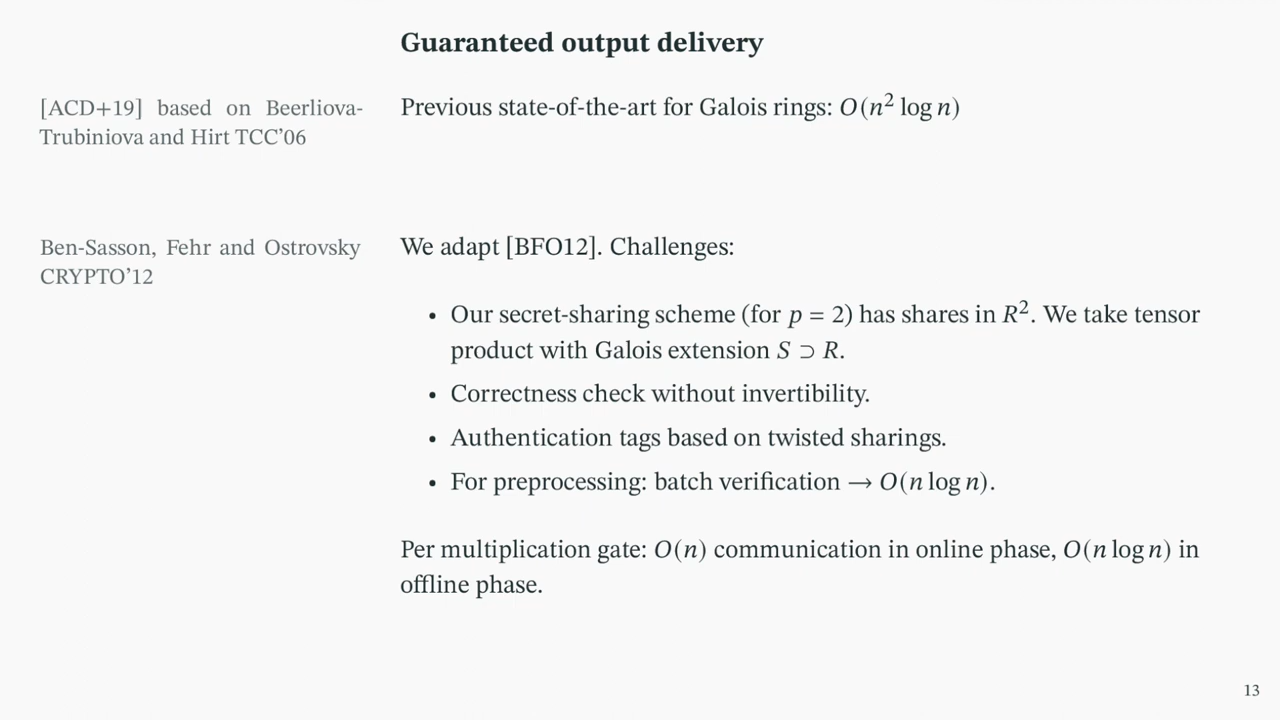 Guaranteed output delivery
[ACD+19] based on Beerliova-
Trubiniova and Hirt TCC’06
Previous state-of-the-art for Galois rings: O(n² log n)
Ben-Sasson, Fehr and Ostrovsky
CRYPTO’12
We adapt [BFO12]. Challenges:
• Our secret-sharing scheme (for p = 2) has shares in R². We take tensor
product with Galois extension S ⊃ R.
• Correctness check without invertibility.
• Authentication tags based on twisted sharings.
• For preprocessing: batch verification → O(n log n).
Per multiplication gate: O(n) communication in online phase, O(n log n) in
offline phase.
13